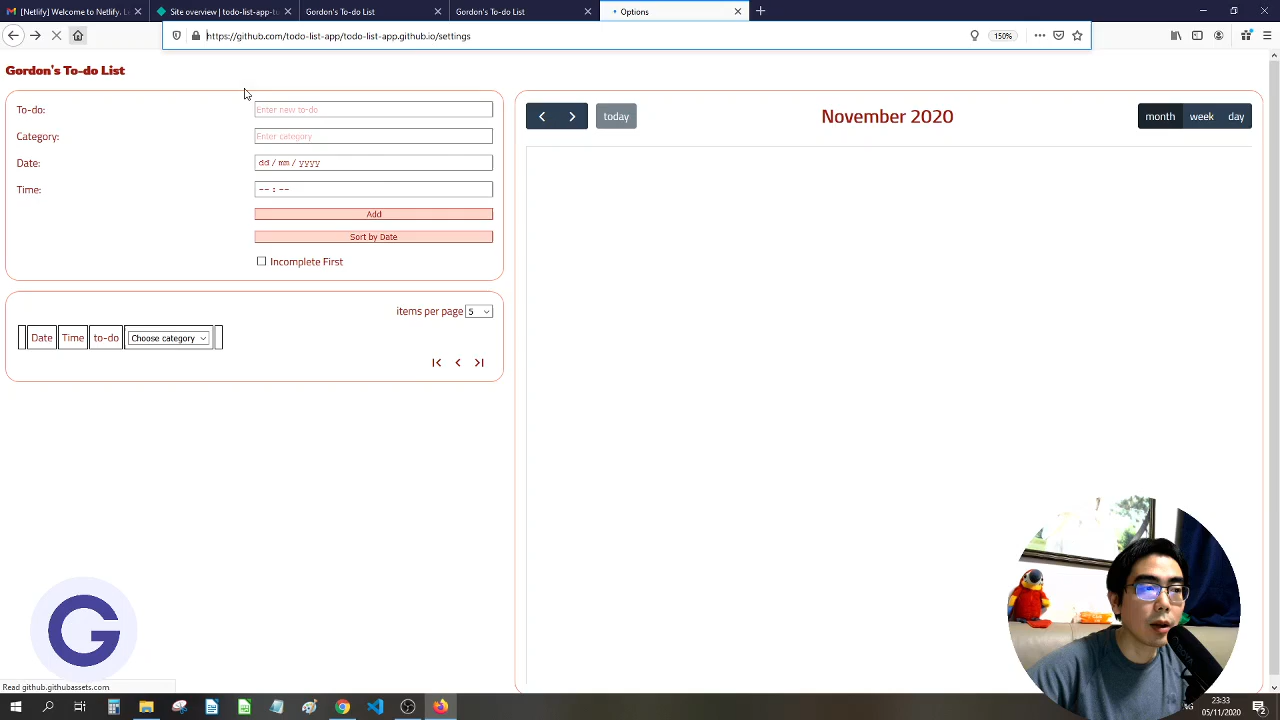 [Netlify] Welcome to Netlify. L
Site overview | todo-list-app-t
Gordon's To-do List
Gordon's To-do List
Options
https://github.com/todo-list-app/todo-list-app.github.io/settings
150%
Gordon's To-do List
To-do:
Enter new to-do
Category:
Enter category
Date:
dd / mm / yyyy
Time:
-- : --
Add
Sort by Date
Incomplete First
items per page 5
Date Time to-do Choose category
today
November 2020
month week day
G
Read github.githubassets.com
23:33
05/11/2020
2